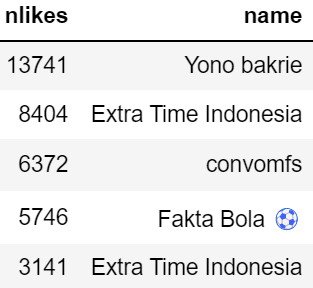 nlikes name
13741 Yono bakrie
8404 Extra Time Indonesia
6372 convomfs
5746 Fakta Bola ⚽
3141 Extra Time Indonesia